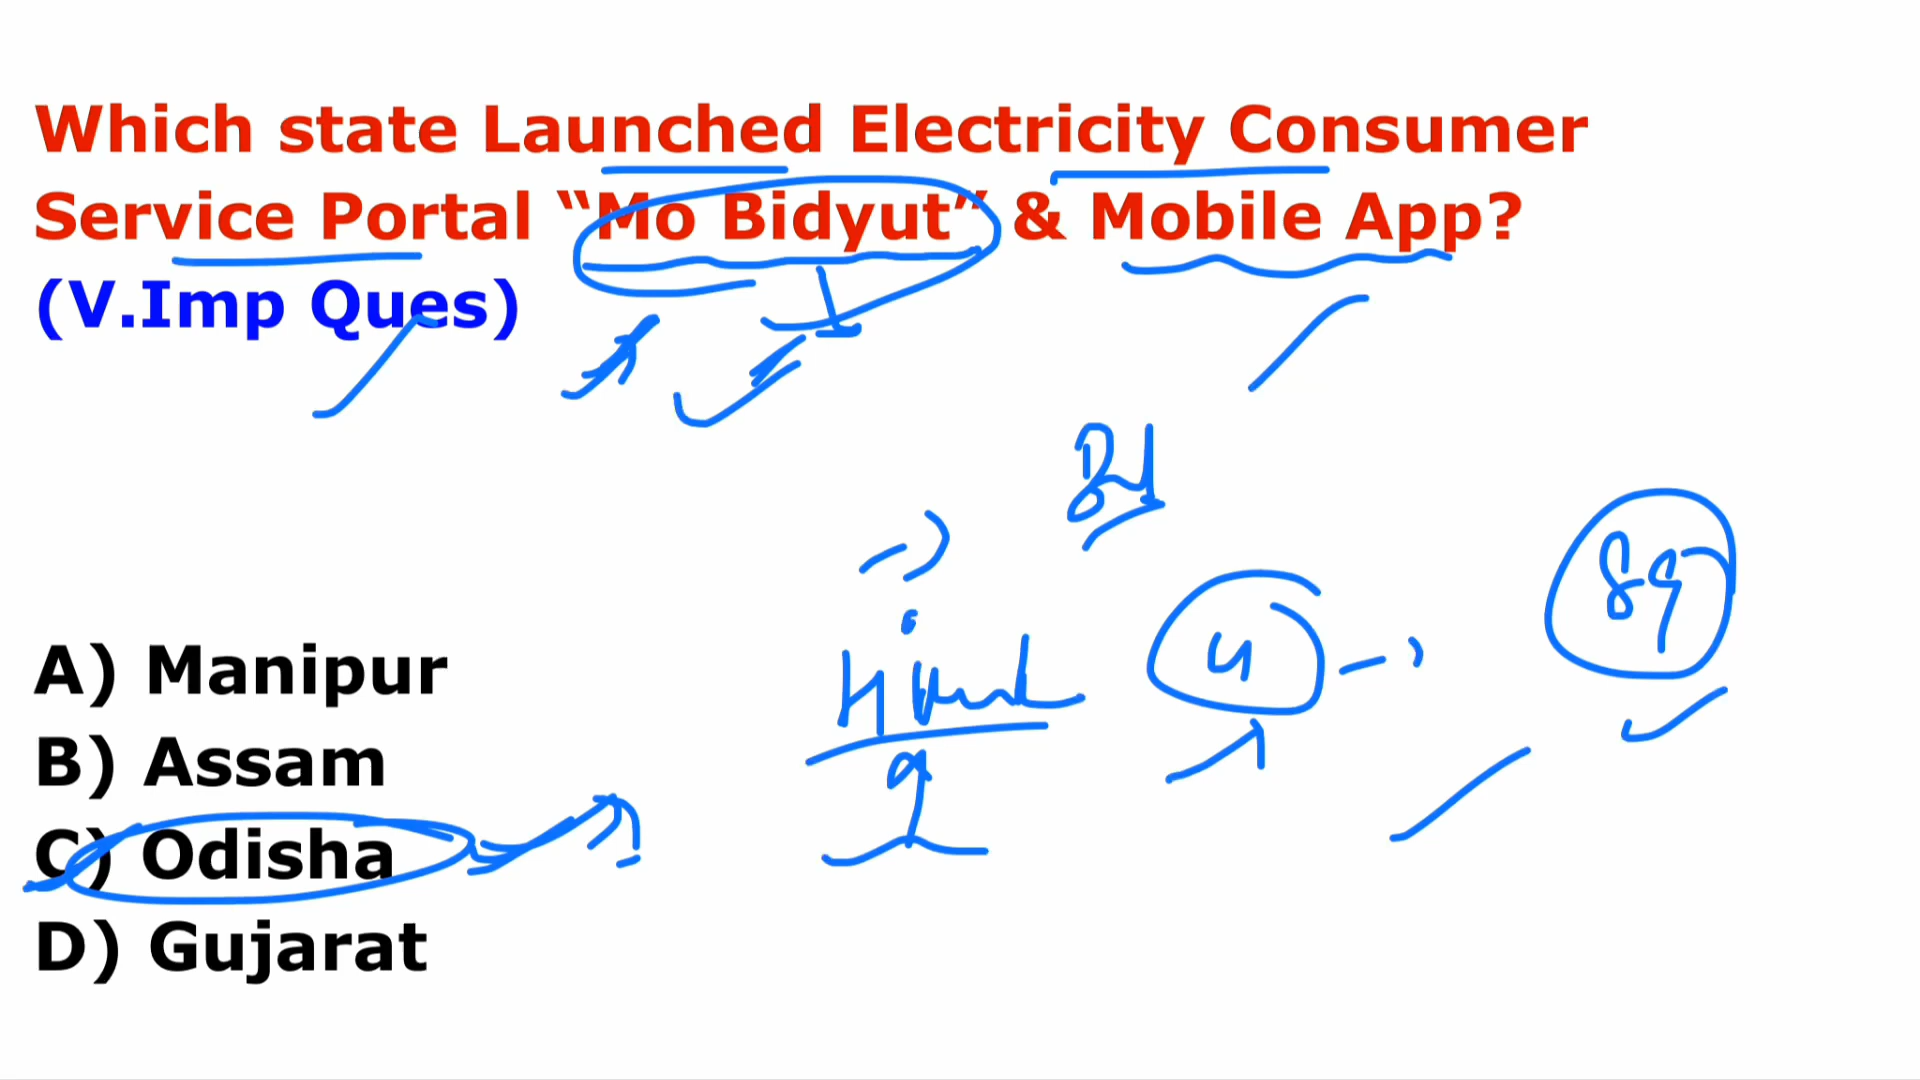 Which state Launched Electricity Consumer
Service Portal “Mo Bidyut” & Mobile App?
(V.Imp Ques)
A) Manipur
B) Assam
C) Odisha
D) Gujarat